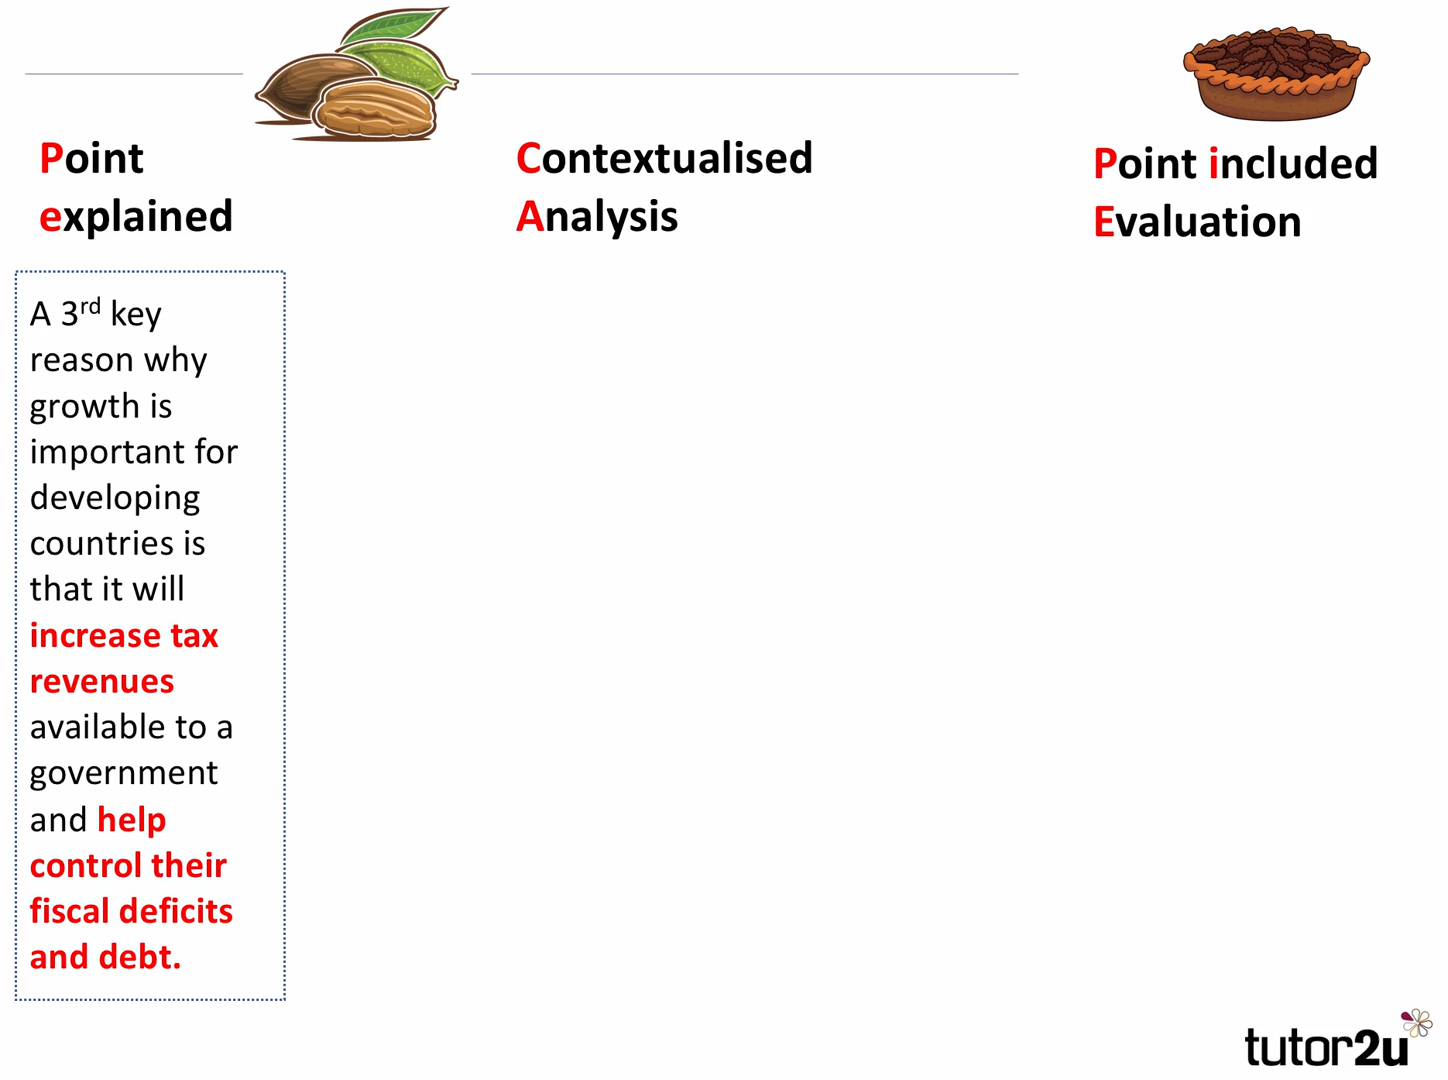 Point
explained
Contextualised
Analysis
Point included
Evaluation
A 3rd key
reason why
growth is
important for
developing
countries is
that it will
increase tax
revenues
available to a
government
and help
control their
fiscal deficits
and debt.
tutor2u